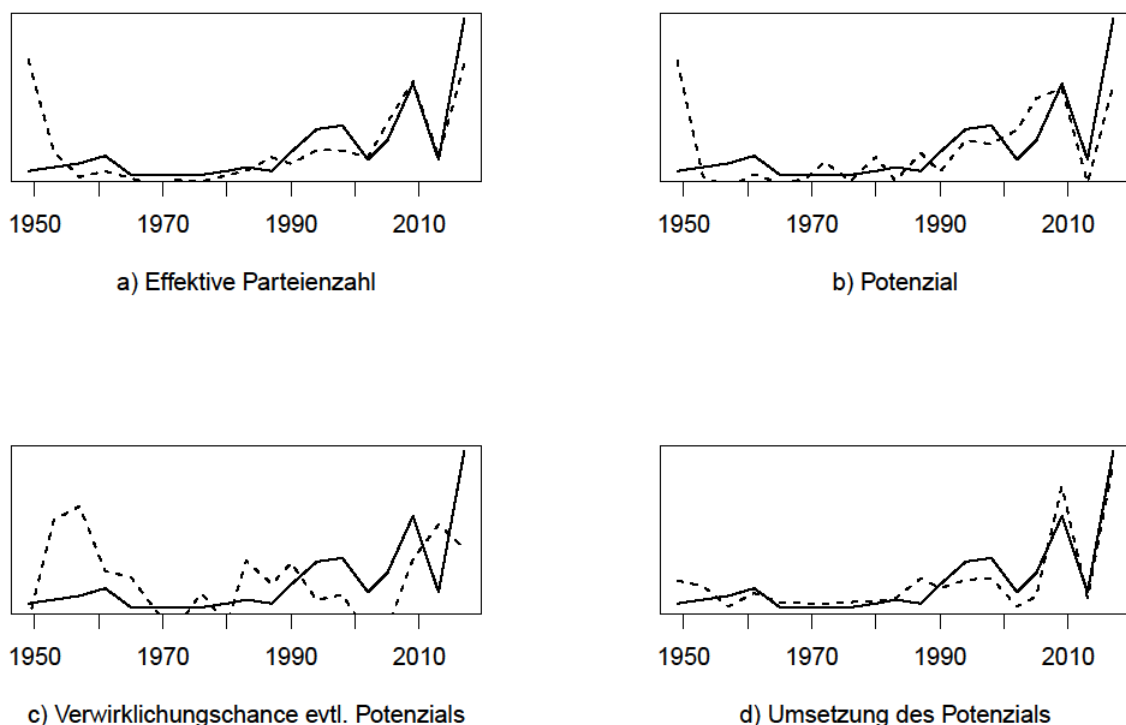 1950 1970 1990 2010
a) Effektive Parteienzahl
1950 1970 1990 2010
b) Potenzial
1950 1970 1990 2010
c) Verwirklichungschance evtl. Potenzials
1950 1970 1990 2010
d) Umsetzung des Potenzials